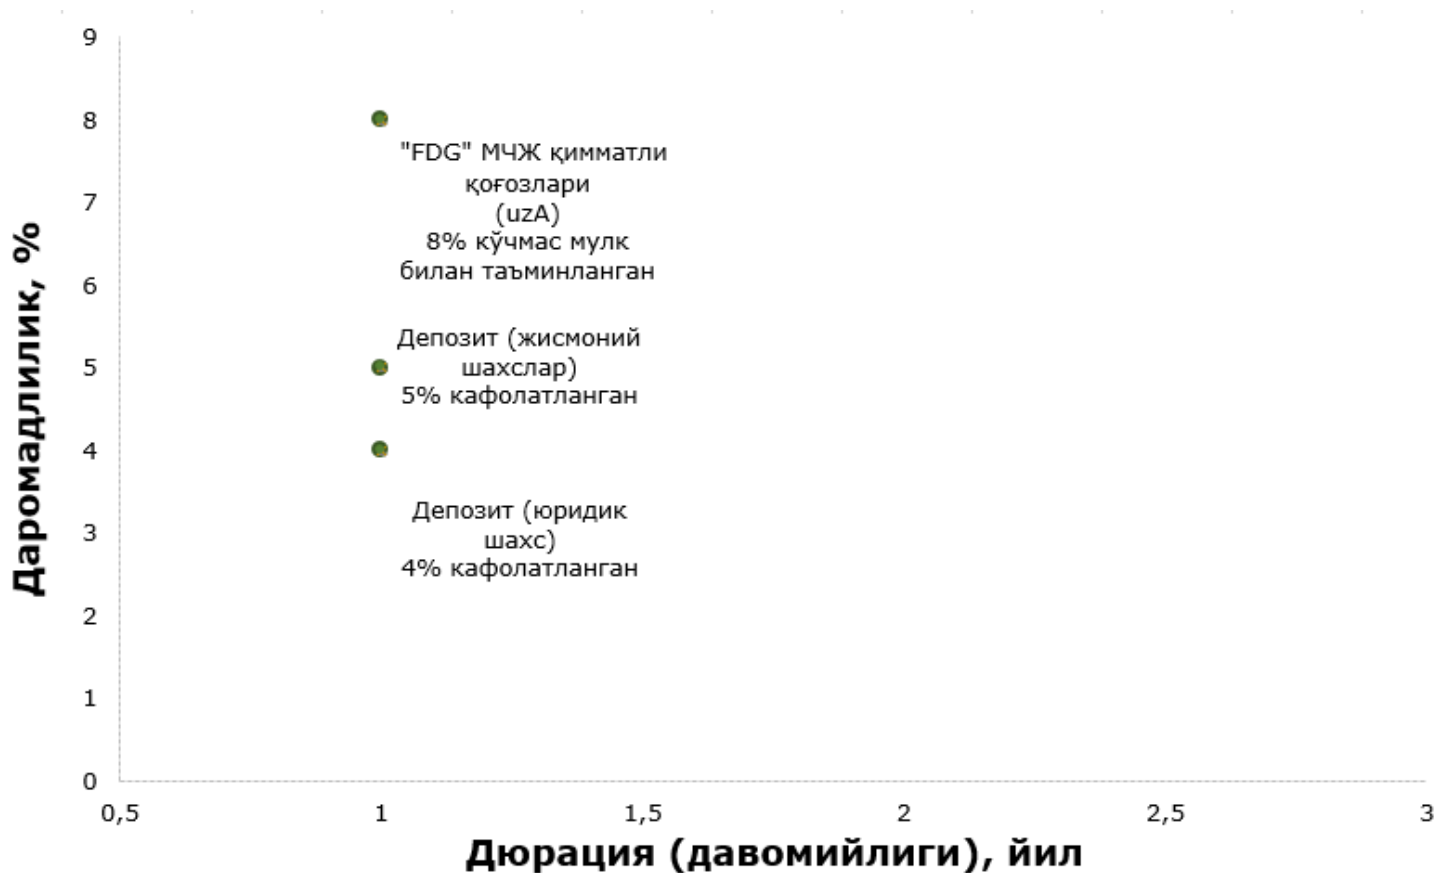 9
8
"FDG" МЧЖ қимматли
қоғозлари
(uzA)
8% кўчмас мулк
билан таъминланган
7
6
Депозит (жисмоний
шахслар)
5% кафолатланган
5
4
Депозит (юридик
шахс)
4% кафолатланган
3
2
1
0
Даромадлилик, %
0,5
1
1,5
2
2,5
3
Дюрация (давомийлиги), йил